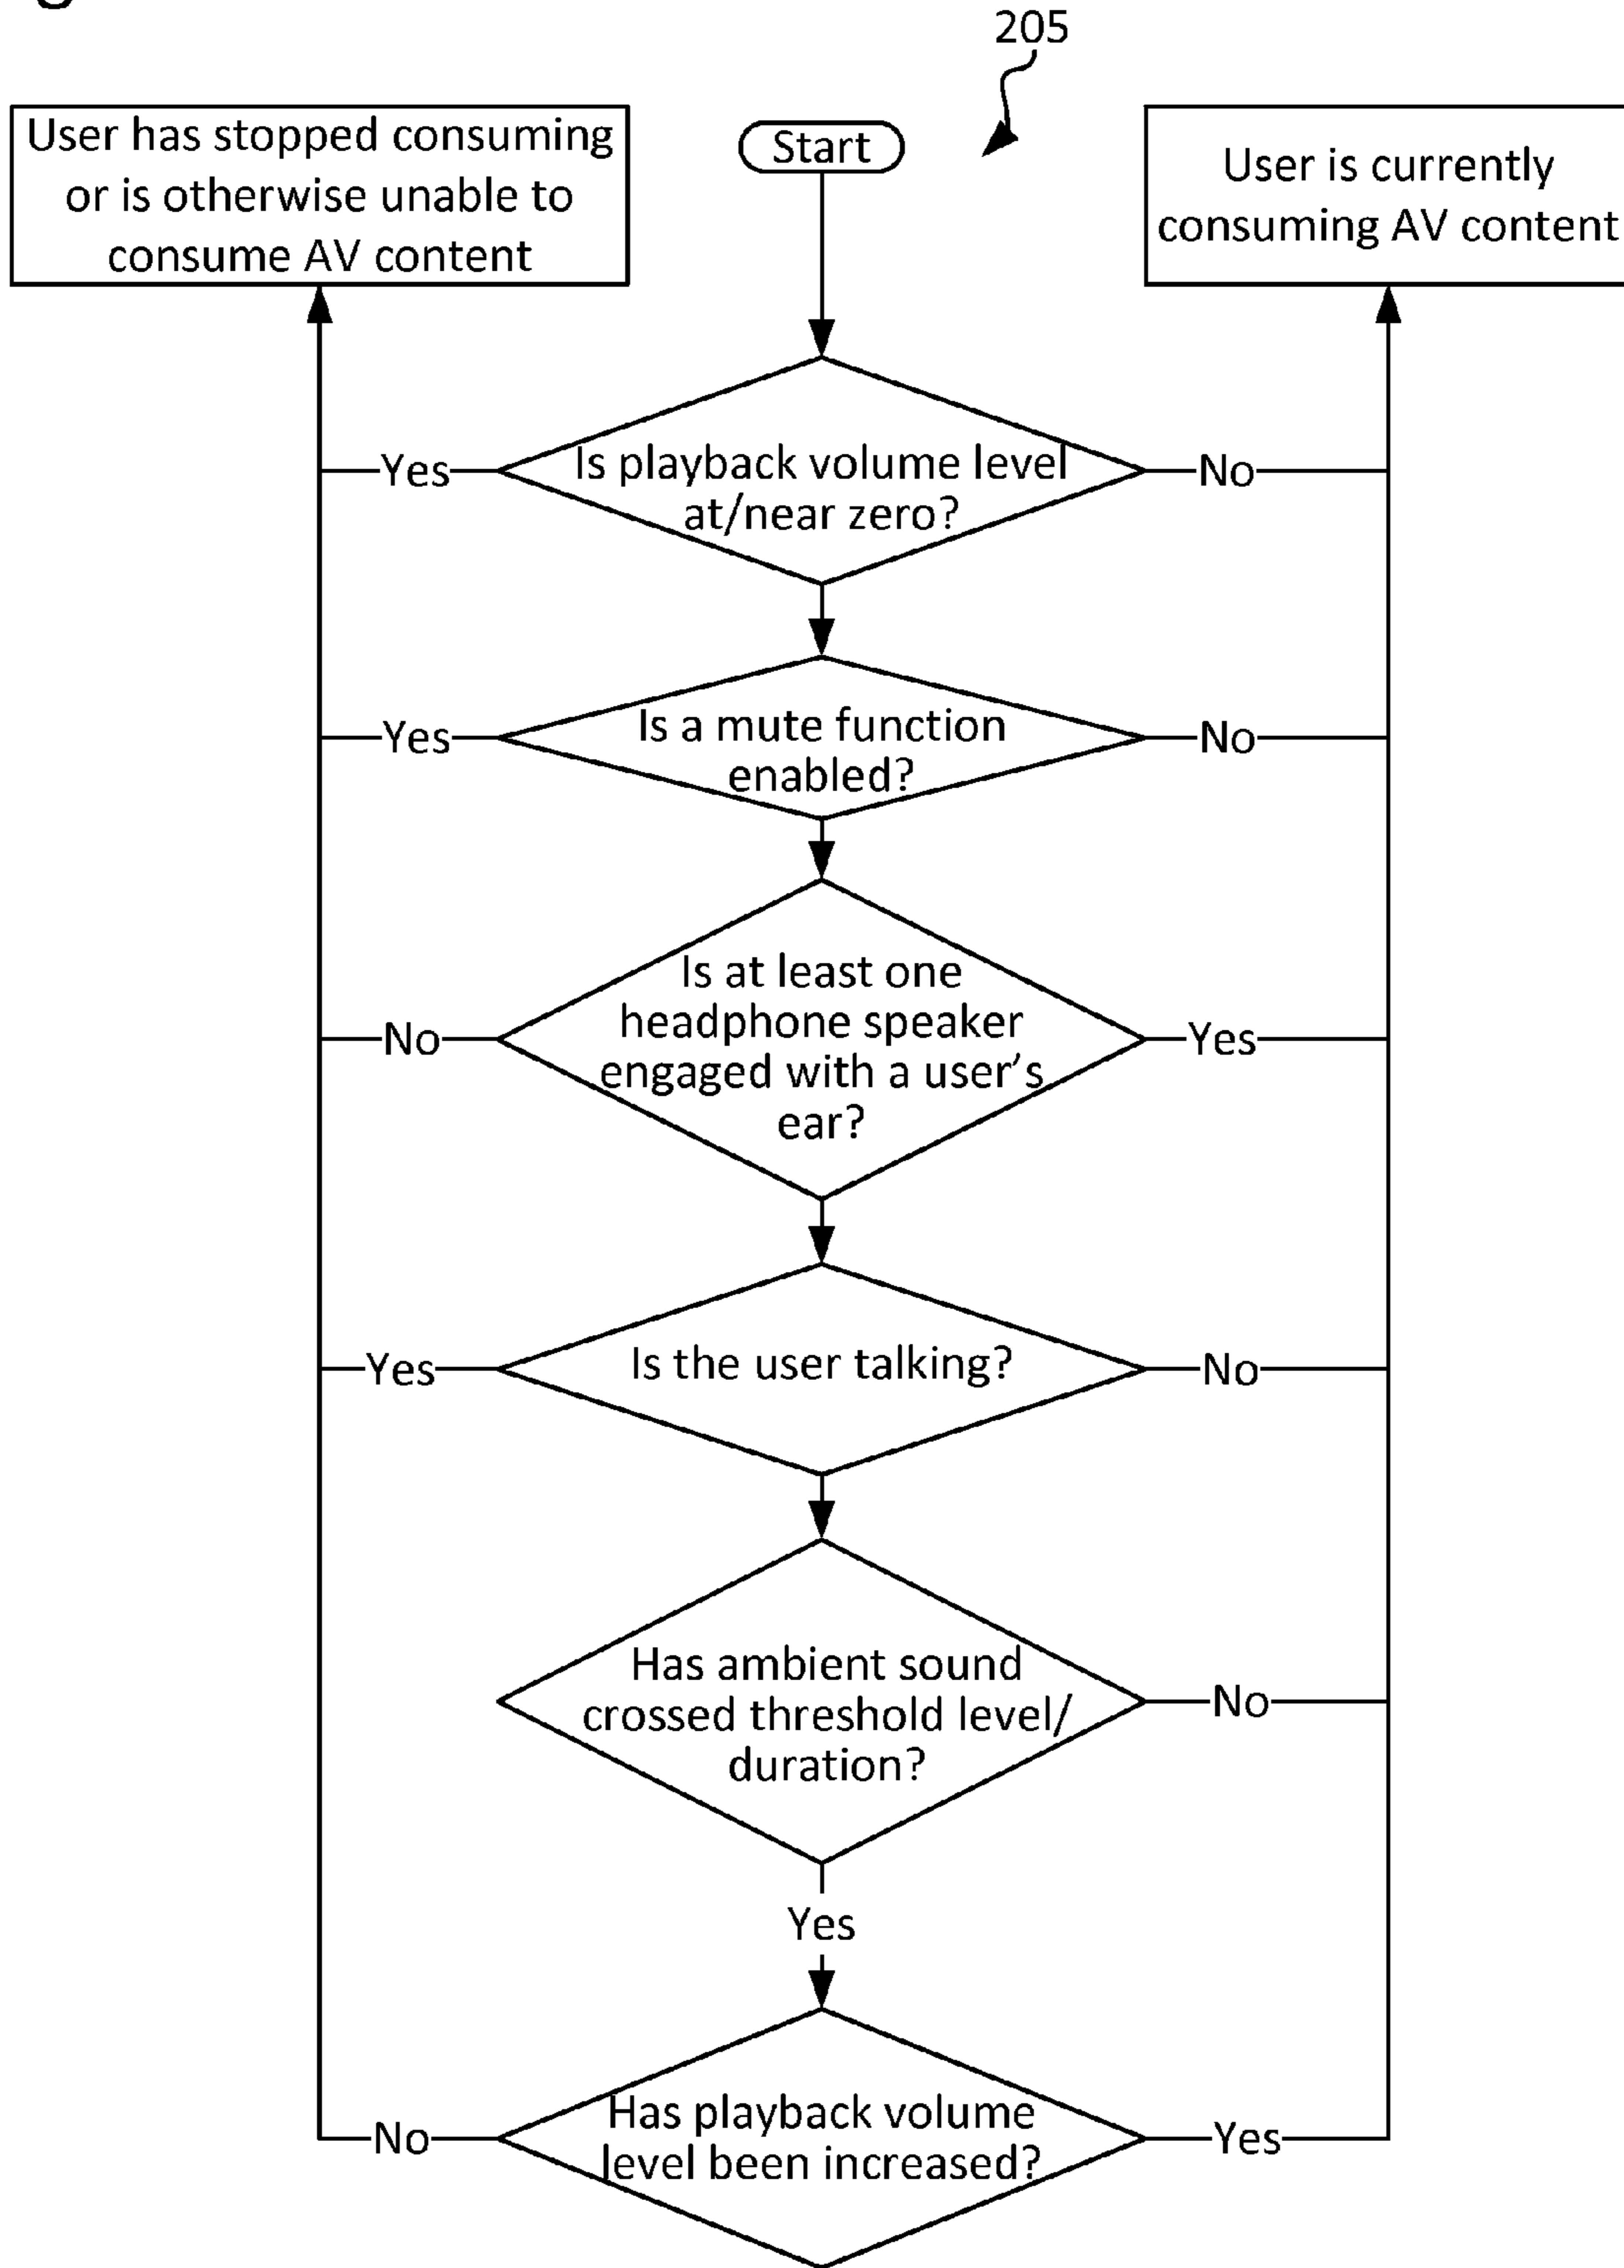 205
User has stopped consuming
or is otherwise unable to
consume AV content
Start
User is currently
consuming AV content
Is playback volume level
at/near zero?
Yes
No
Is a mute function
enabled?
Yes
No
Is at least one
headphone speaker
engaged with a user’s
ear?
No
Yes
Is the user talking?
Yes
No
Has ambient sound
crossed threshold level/
duration?
No
Yes
Has playback volume
level been increased?
No
Yes